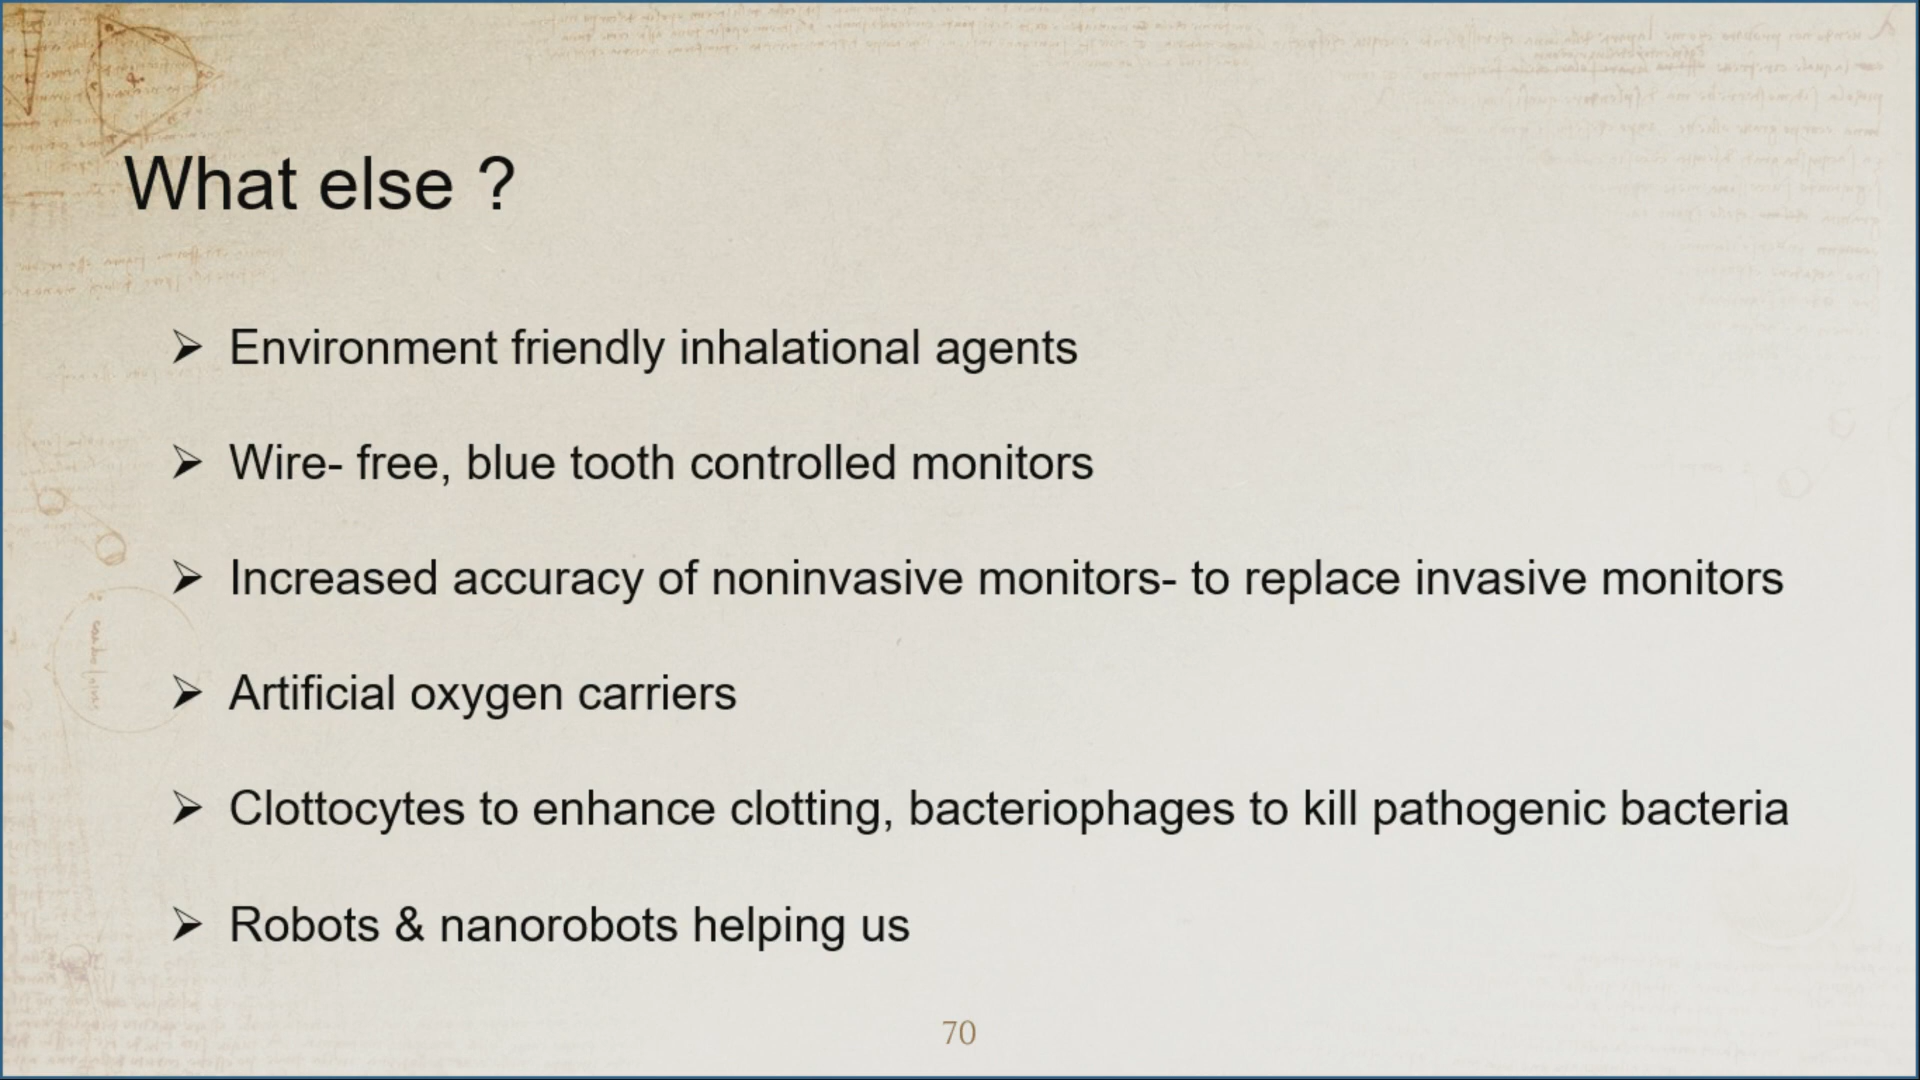 What else ?
➢ Environment friendly inhalational agents
➢ Wire- free, blue tooth controlled monitors
➢ Increased accuracy of noninvasive monitors- to replace invasive monitors
➢ Artificial oxygen carriers
➢ Clottocytes to enhance clotting, bacteriophages to kill pathogenic bacteria
➢ Robots & nanorobots helping us
70